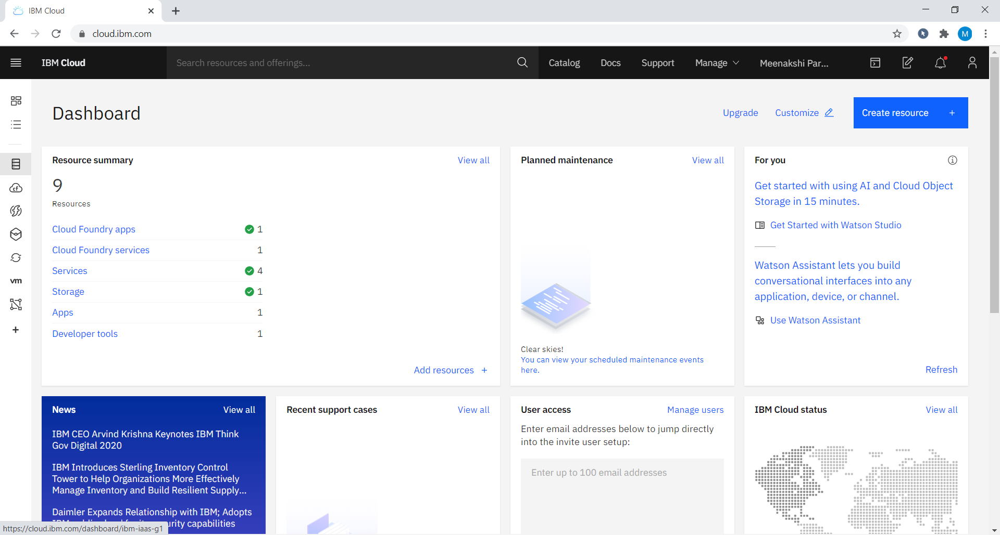 IBM Cloud
cloud.ibm.com
M
IBM Cloud
Search resources and offerings...
Catalog
Docs
Support
Manage
Meenakshi Par...
Dashboard
Upgrade
Customize
Create resource +
Resource summary
View all
9
Resources
Cloud Foundry apps 1
Cloud Foundry services 1
Services 4
Storage 1
Apps 1
Developer tools 1
Add resources +
Planned maintenance
View all
Clear skies!
You can view your scheduled maintenance events
here.
For you
Get started with using AI and Cloud Object
Storage in 15 minutes.
Get Started with Watson Studio
Watson Assistant lets you build
conversational interfaces into any
application, device, or channel.
Use Watson Assistant
Refresh
cf
vm
+
News
View all
IBM CEO Arvind Krishna Keynotes IBM Think
Gov Digital 2020
IBM Introduces Sterling Inventory Control
Tower to Help Organizations More Effectively
Manage Inventory and Build Resilient Supply...
Daimler Expands Relationship with IBM; Adopts
capabilities
Recent support cases
View all
User access
Manage users
Enter email addresses below to jump directly
into the invite user setup:
Enter up to 100 email addresses
IBM Cloud status
View all
https://cloud.ibm.com/dashboard/ibm-iaas-g1